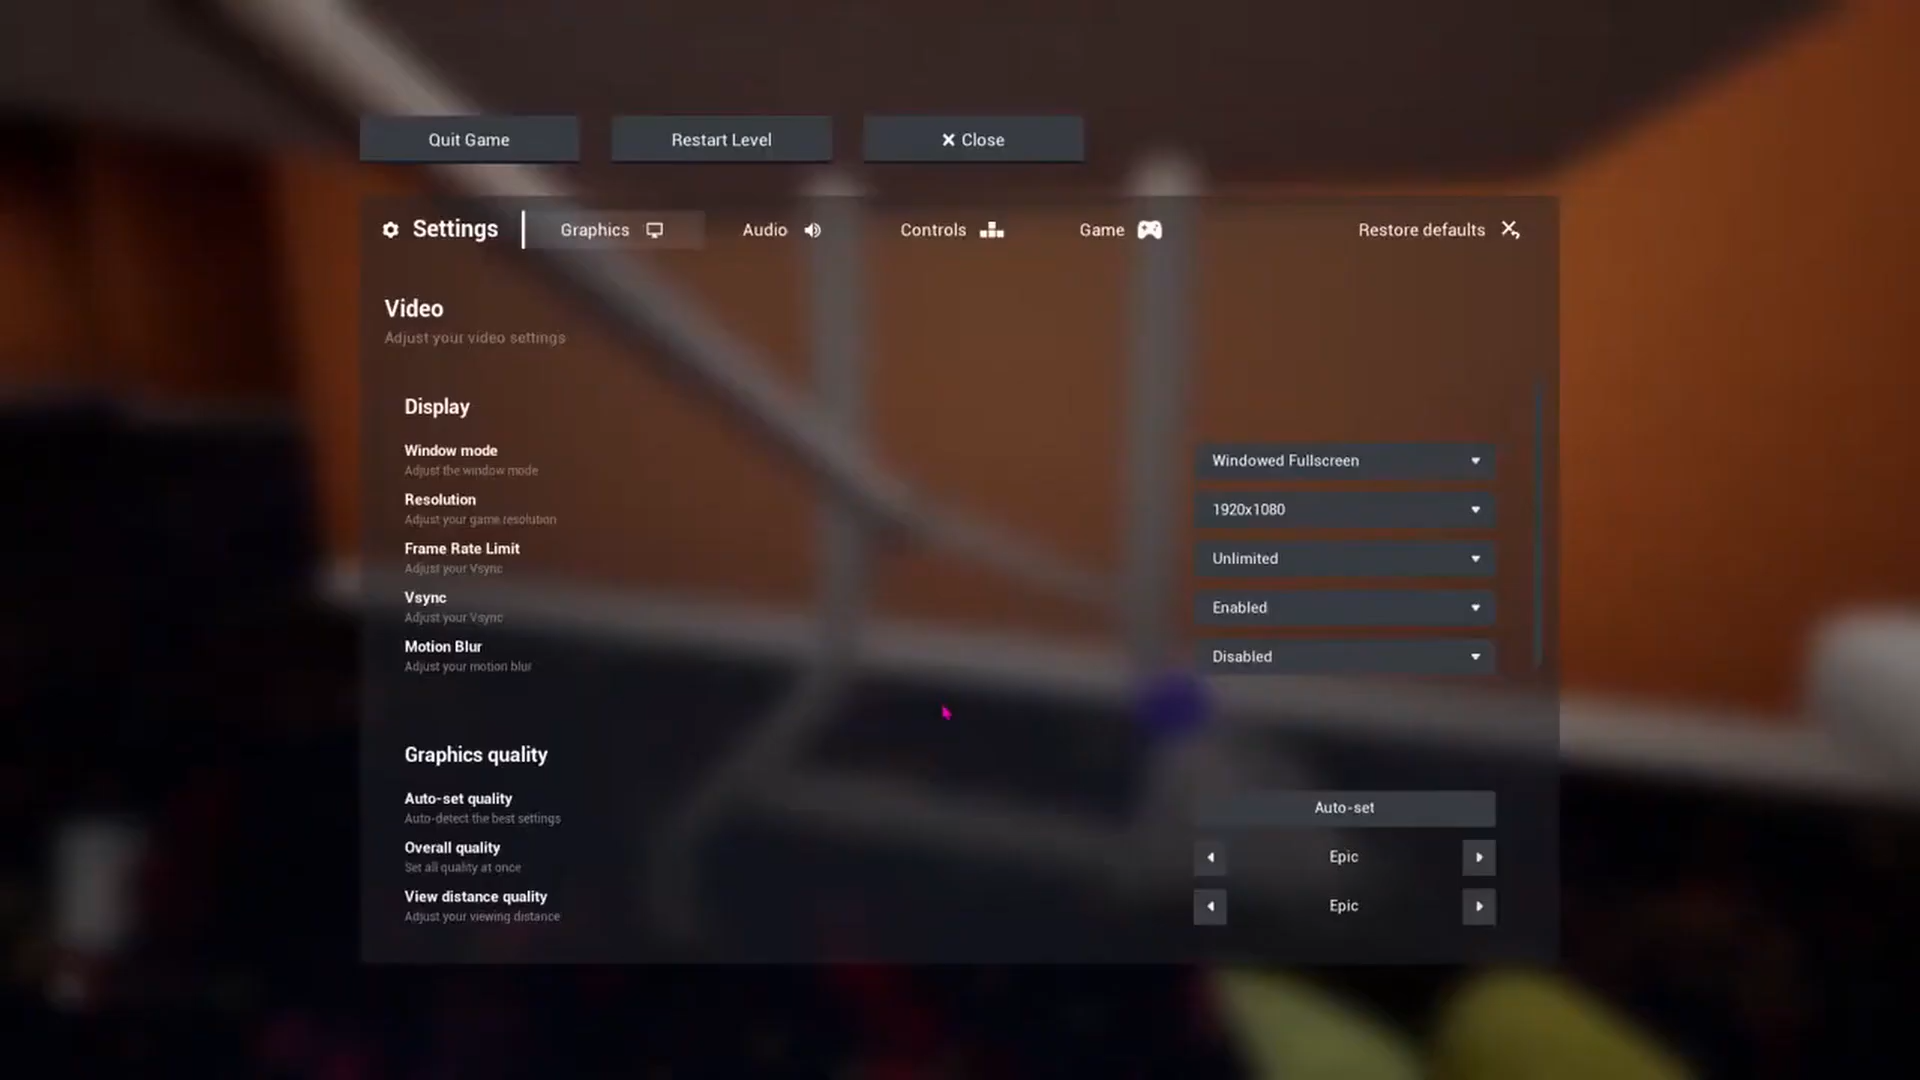 Quit Game
Restart Level
Close
Settings
Graphics
Audio
Controls
Game
Restore defaults
Video
Adjust your video settings
Display
Window mode
Adjust the window mode
Windowed Fullscreen
Resolution
Adjust your game resolution
1920x1080
Frame Rate Limit
Adjust your Vsync
Unlimited
Vsync
Adjust your Vsync
Enabled
Motion Blur
Adjust your motion blur
Disabled
Graphics quality
Auto-set quality
Auto-detect the best settings
Auto-set
Overall quality
Set all quality at once
Epic
View distance quality
Adjust your viewing distance
Epic